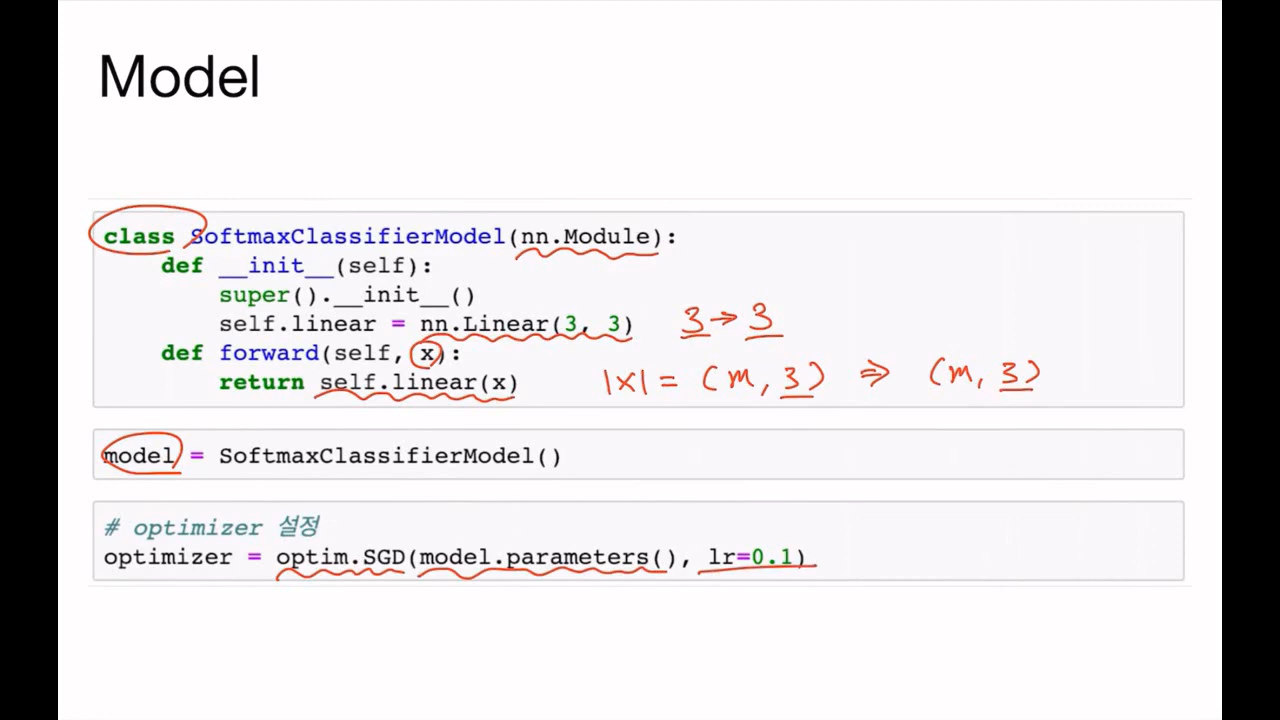 Model
class SoftmaxClassifierModel(nn.Module):
def __init__(self):
super().__init__()
self.linear = nn.Linear(3, 3) 3 → 3
def forward(self, x):
return self.linear(x) |x| = (m, 3) ⇒ (m, 3)
model = SoftmaxClassifierModel()
# optimizer 설정
optimizer = optim.SGD(model.parameters(), lr=0.1)